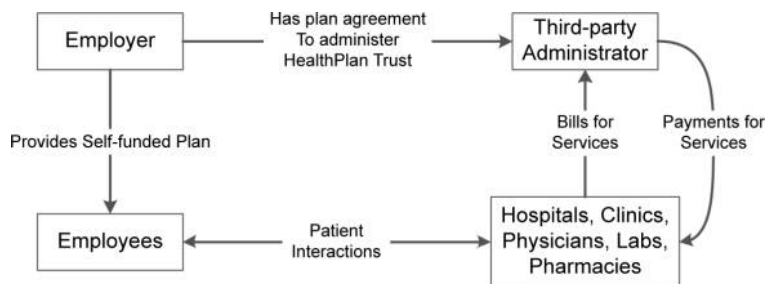 Employer
Has plan agreement
To administer
HealthPlan Trust
Third-party
Administrator
Provides Self-funded Plan
Bills for
Services
Payments for
Services
Employees
Patient
Interactions
Hospitals, Clinics,
Physicians, Labs,
Pharmacies